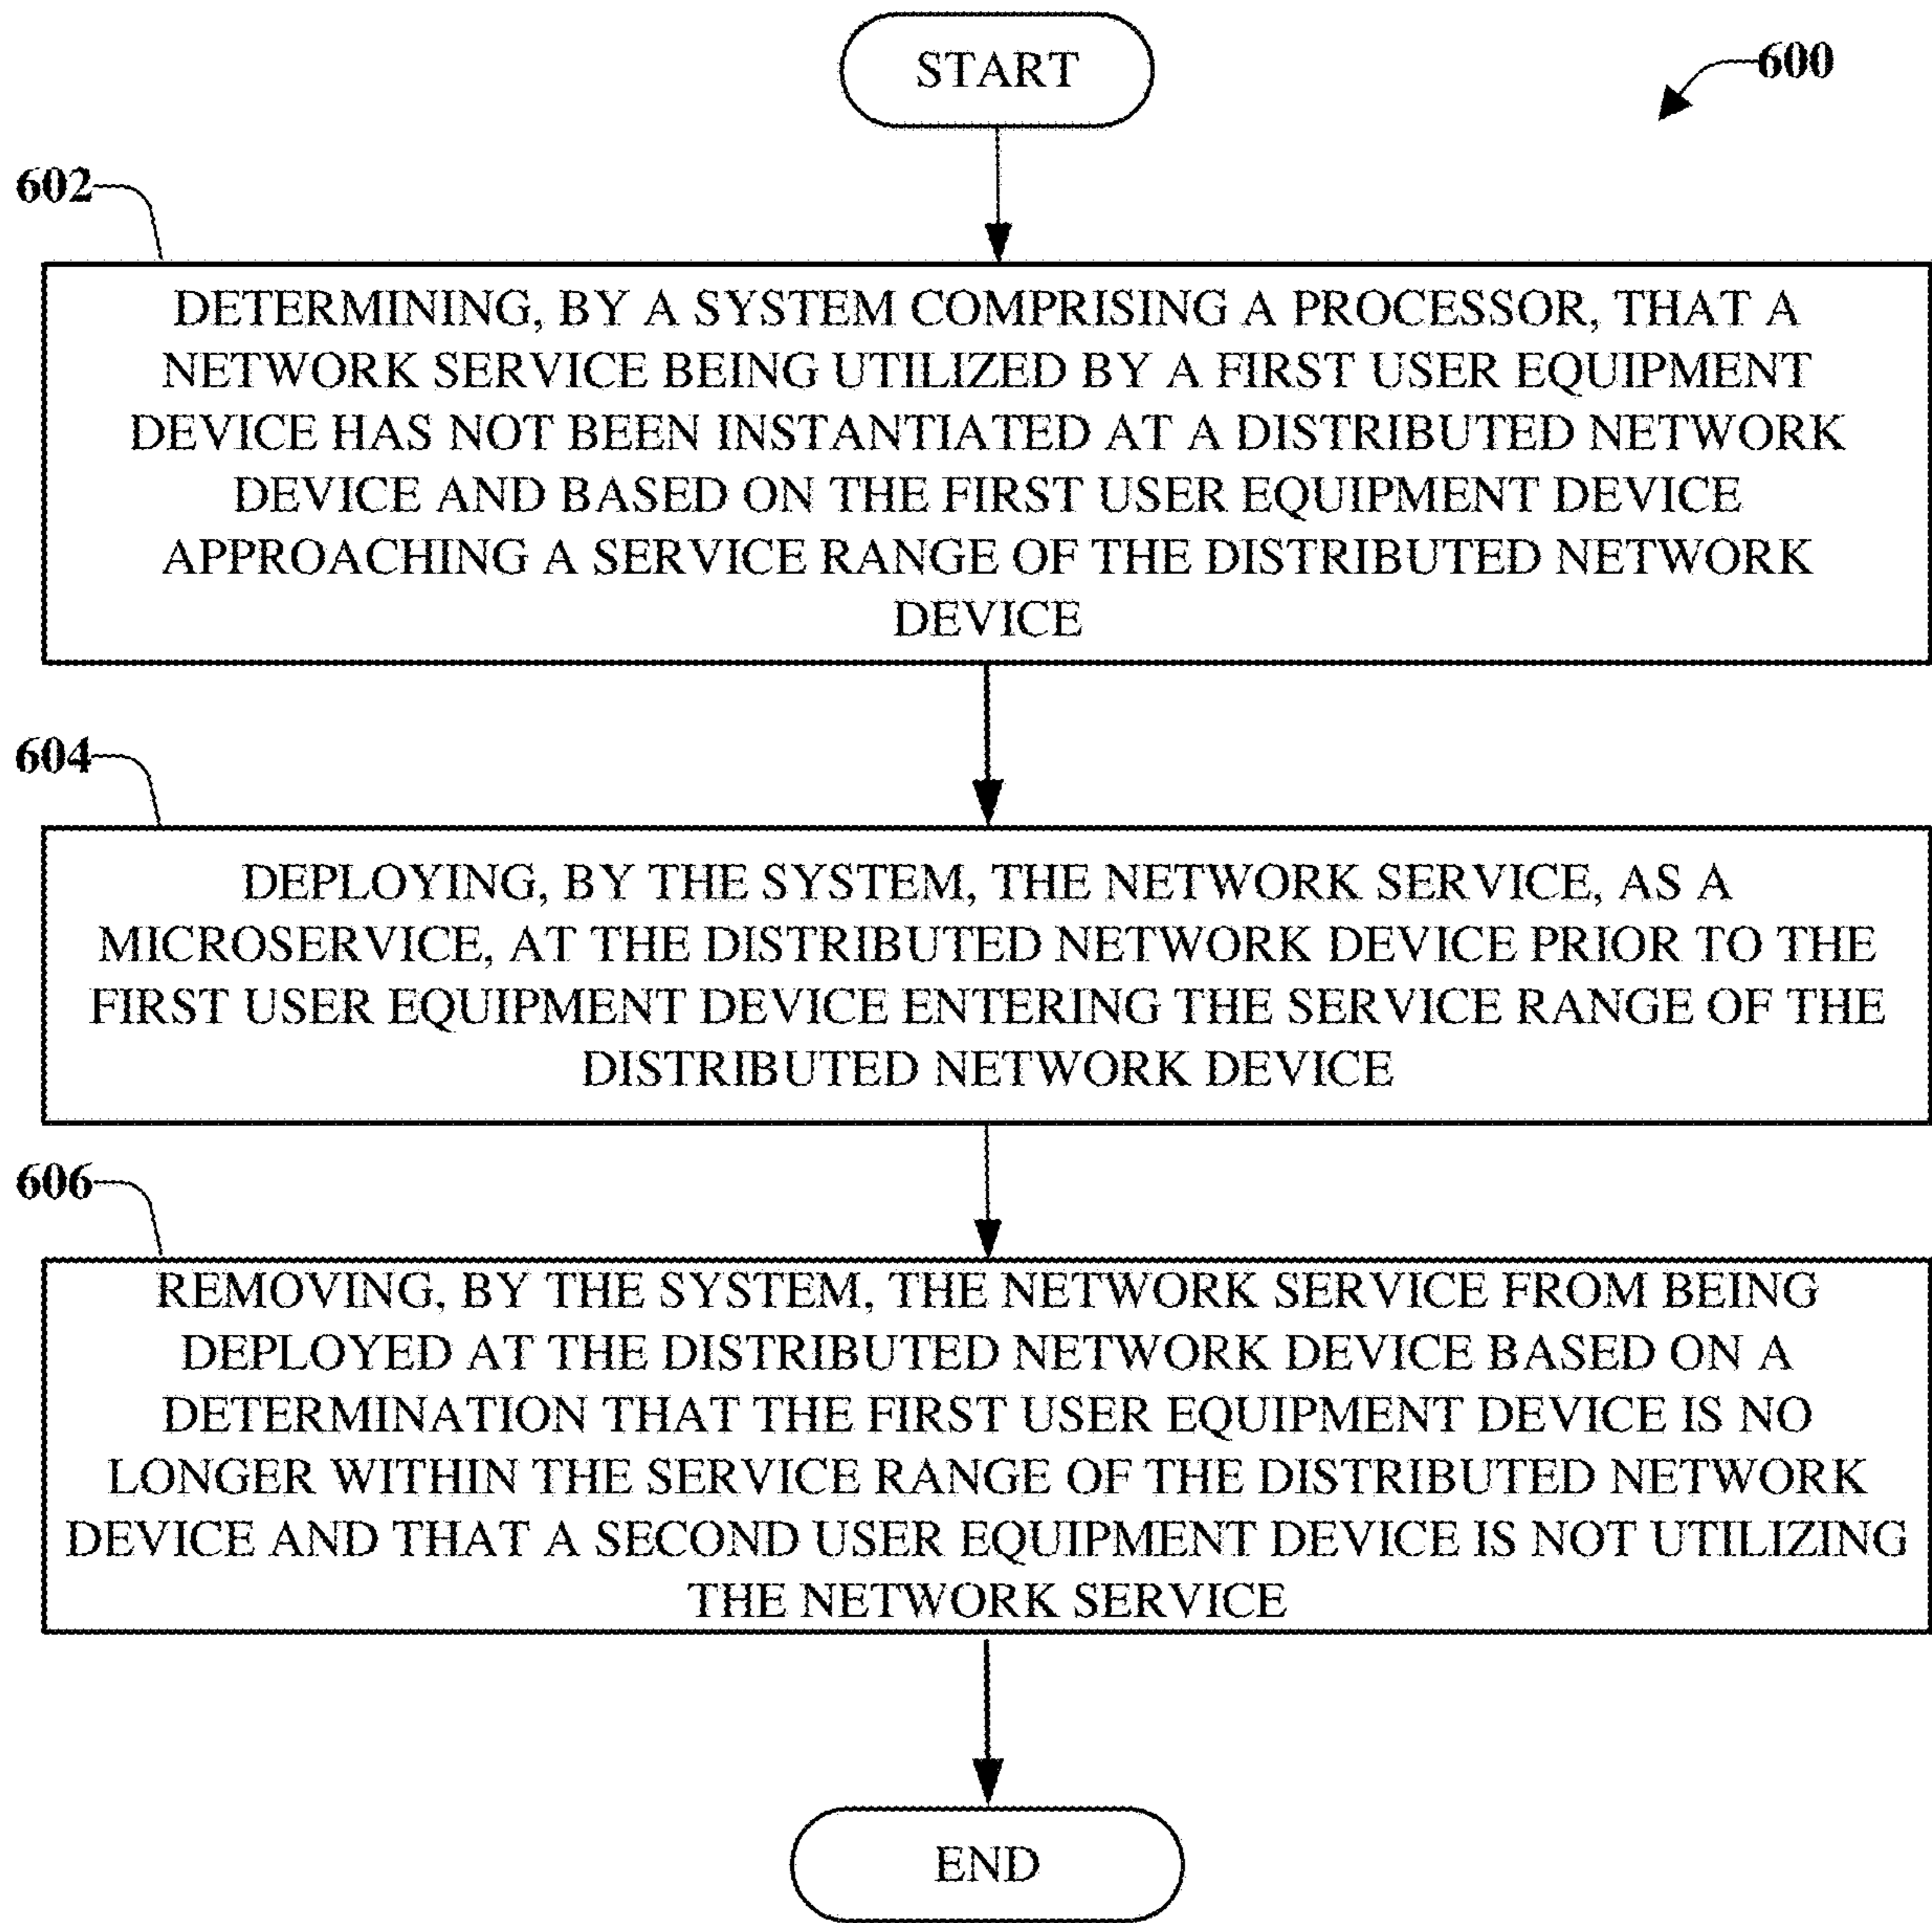 START
600
602
DETERMINING, BY A SYSTEM COMPRISING A PROCESSOR, THAT A
NETWORK SERVICE BEING UTILIZED BY A FIRST USER EQUIPMENT
DEVICE HAS NOT BEEN INSTANTIATED AT A DISTRIBUTED NETWORK
DEVICE AND BASED ON THE FIRST USER EQUIPMENT DEVICE
APPROACHING A SERVICE RANGE OF THE DISTRIBUTED NETWORK
DEVICE
604
DEPLOYING, BY THE SYSTEM, THE NETWORK SERVICE, AS A
MICROSERVICE, AT THE DISTRIBUTED NETWORK DEVICE PRIOR TO THE
FIRST USER EQUIPMENT DEVICE ENTERING THE SERVICE RANGE OF THE
DISTRIBUTED NETWORK DEVICE
606
REMOVING, BY THE SYSTEM, THE NETWORK SERVICE FROM BEING
DEPLOYED AT THE DISTRIBUTED NETWORK DEVICE BASED ON A
DETERMINATION THAT THE FIRST USER EQUIPMENT DEVICE IS NO
LONGER WITHIN THE SERVICE RANGE OF THE DISTRIBUTED NETWORK
DEVICE AND THAT A SECOND USER EQUIPMENT DEVICE IS NOT UTILIZING
THE NETWORK SERVICE
END